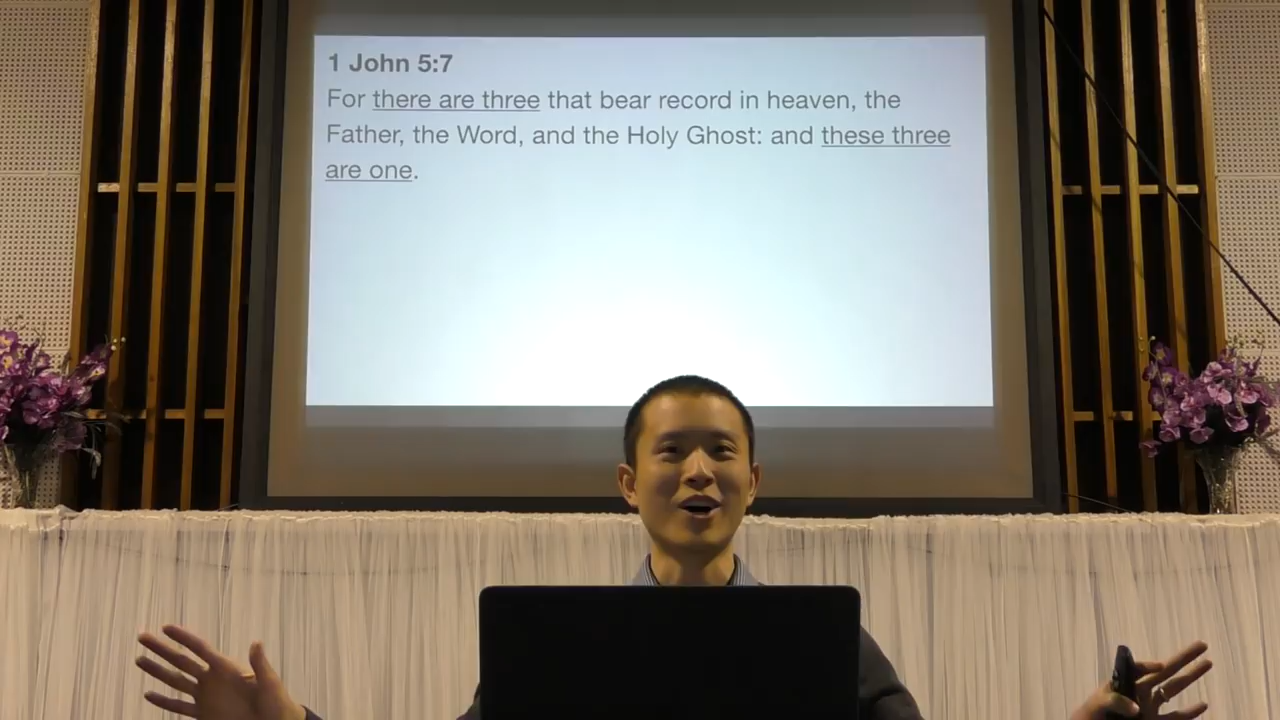 1 John 5:7
For there are three that bear record in heaven, the
Father, the Word, and the Holy Ghost: and these three
are one.